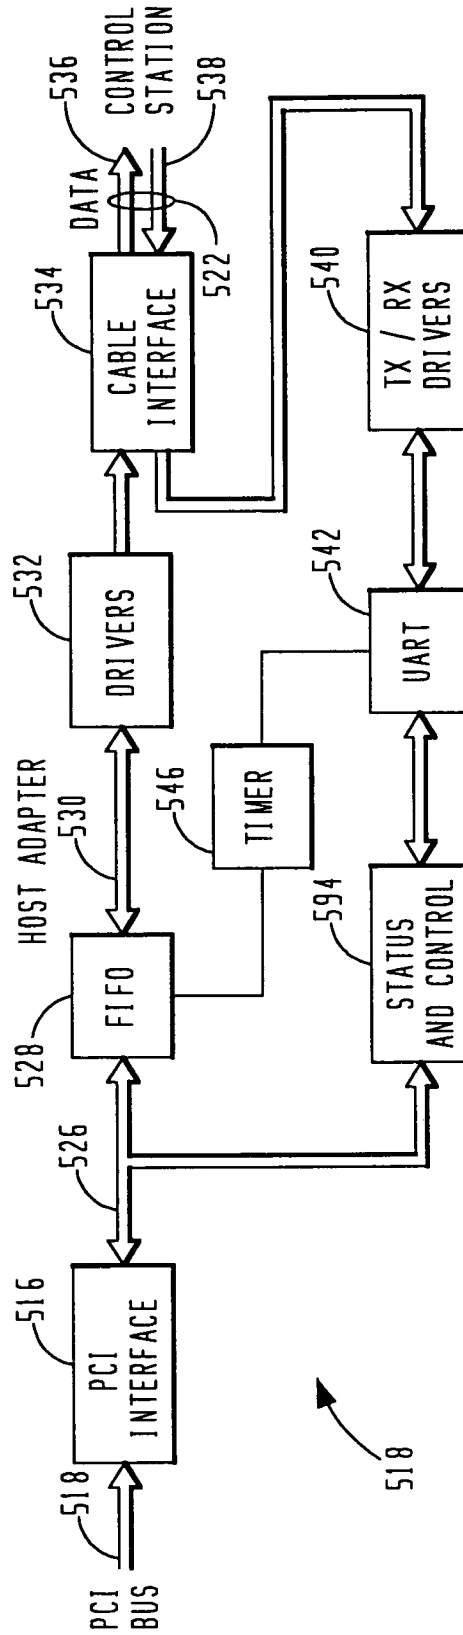 HOST ADAPTER
PCI
BUS
518
516
PCI
INTERFACE
526
528
FIFO
530
532
DRIVERS
534
CABLE
INTERFACE
DATA
536
CONTROL
STATION
538
522
546
TIMER
518
594
STATUS
AND CONTROL
542
UART
540
TX / RX
DRIVERS